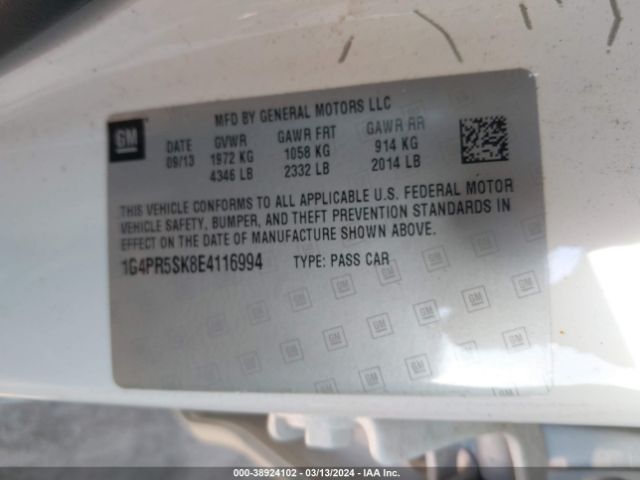 MFD BY GENERAL MOTORS LLC
GM
DATE GVWR GAWR FRT GAWR RR
09/13 1972 KG 1058 KG 914 KG
4346 LB 2332 LB 2014 LB
THIS VEHICLE CONFORMS TO ALL APPLICABLE U.S. FEDERAL MOTOR
VEHICLE SAFETY, BUMPER, AND THEFT PREVENTION STANDARDS IN
EFFECT ON THE DATE OF MANUFACTURE SHOWN ABOVE.
1G4PR5SK8E4116994 TYPE: PASS CAR
000-38924102 — 03/13/2024 — IAA Inc.